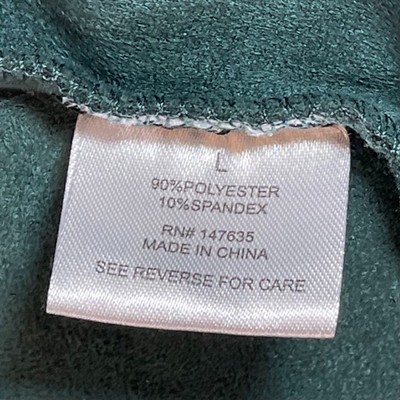 L
90%POLYESTER
10%SPANDEX
RN# 147635
MADE IN CHINA
SEE REVERSE FOR CARE